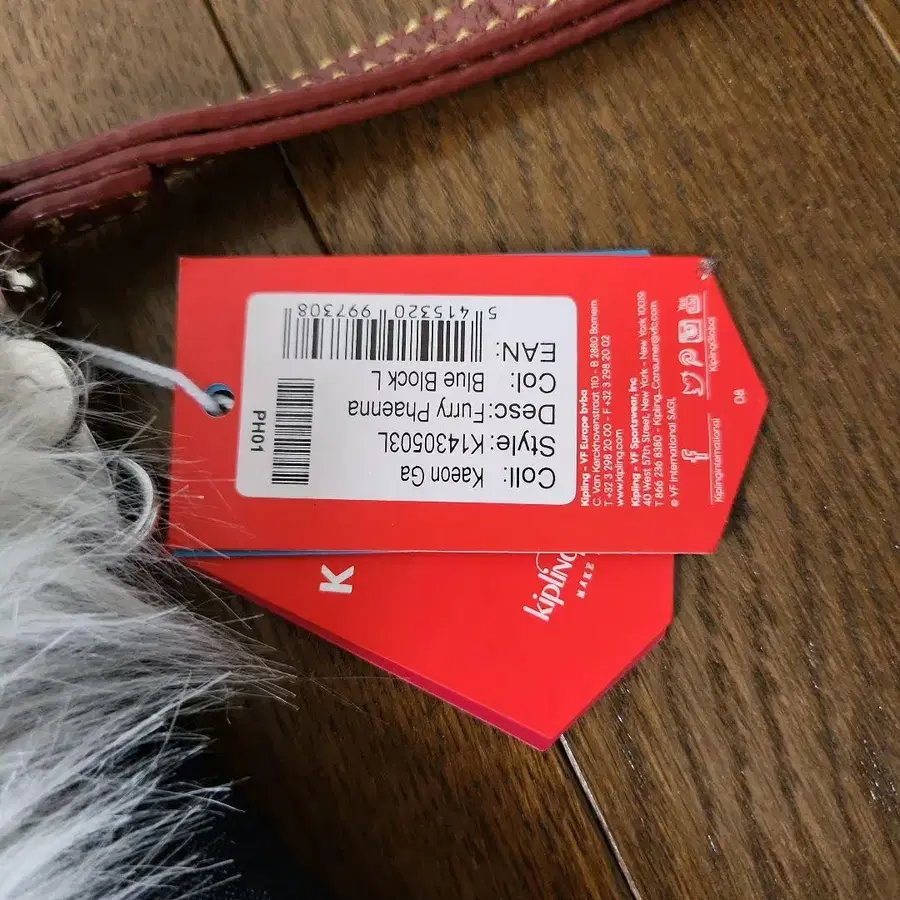 Coll: Kaeon Ga
Style: K1430503L
Desc: Furry Phaenna
Col: Blue Block L
EAN:
5 415320 997308
PH01
Kipling - VF Europe bvba
C. Van Kerckhovenstraat 110 - B 2880 Bornem
T +32 3 298 20 00 - F +32 3 298 20 02
www.kipling.com
Kipling - VF Sportswear, Inc
40 West 57th Street, New York - New York 10019
T 866 236 8380 - Kipling_Consumer@vfc.com
© VF International SAGL
KiplingInternational
KiplingGlobal
08
K
kipling
MAKE